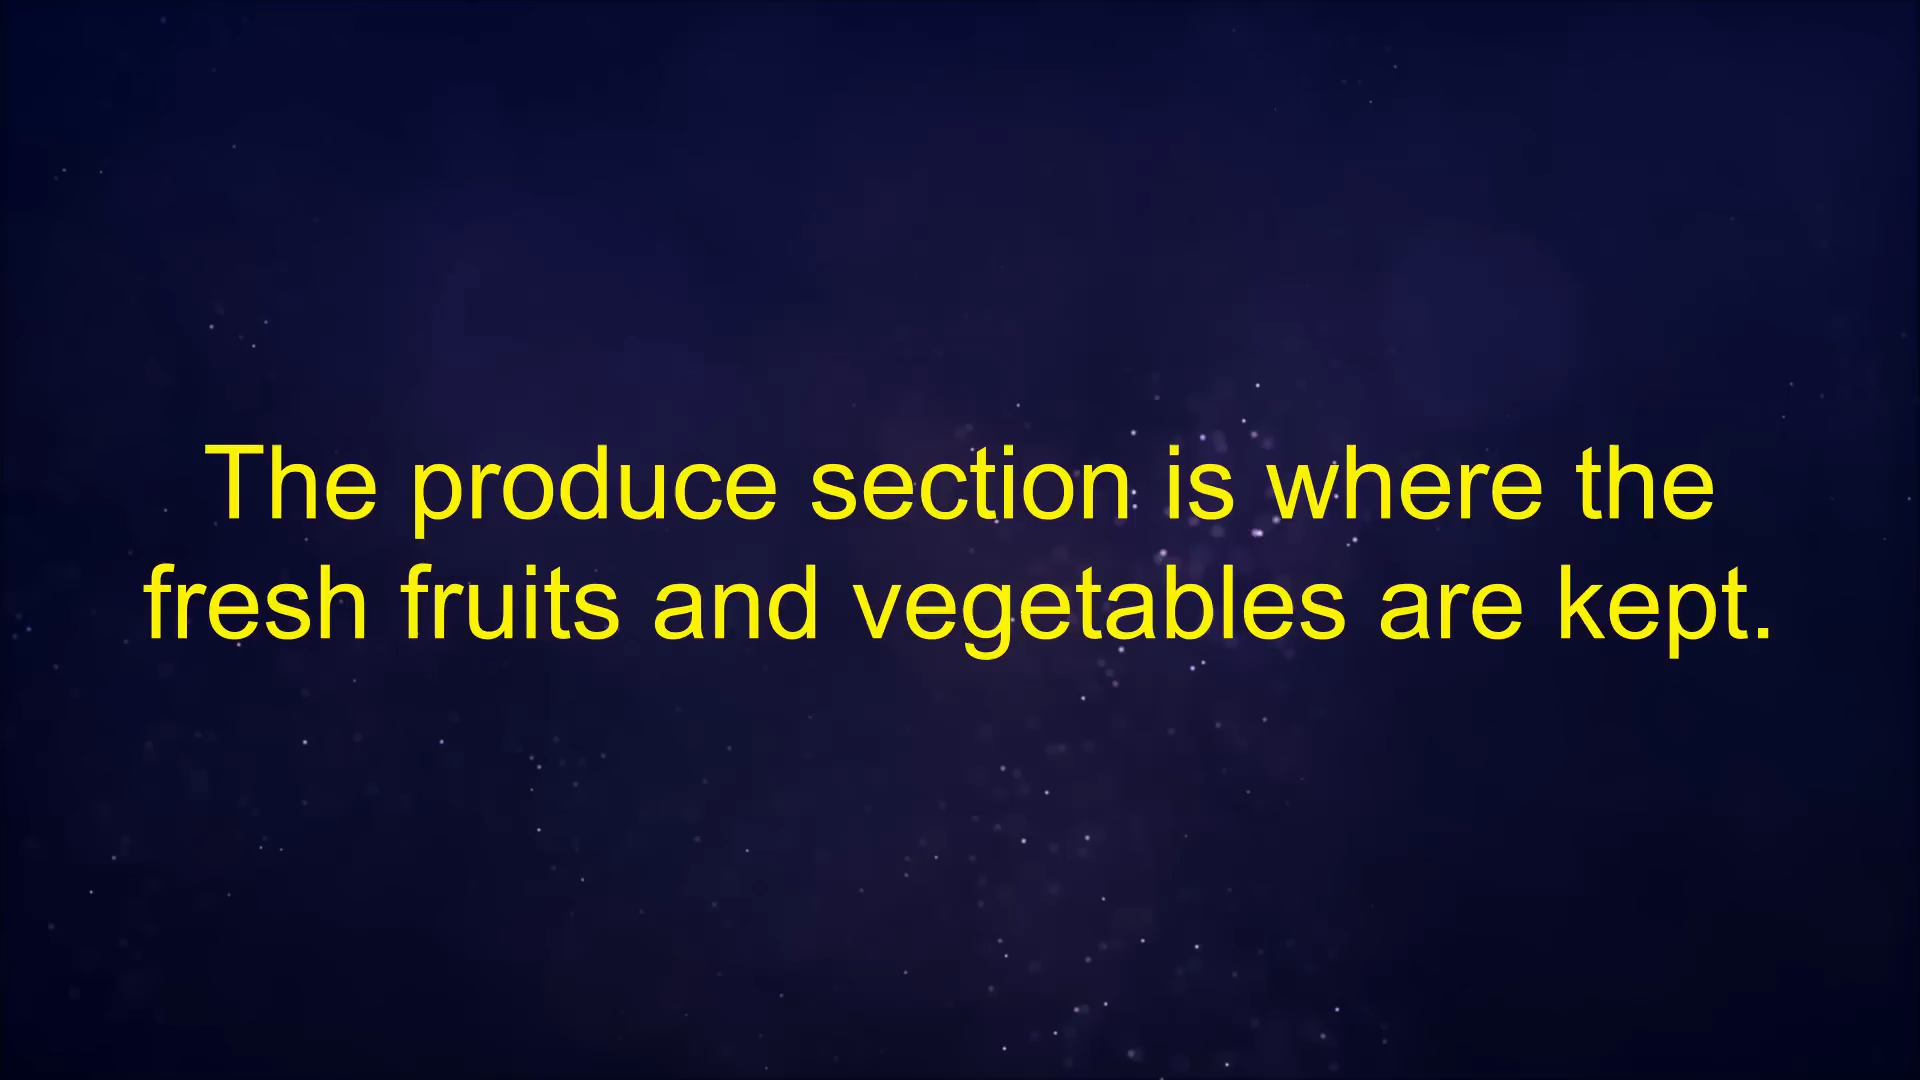 The produce section is where the
fresh fruits and vegetables are kept.